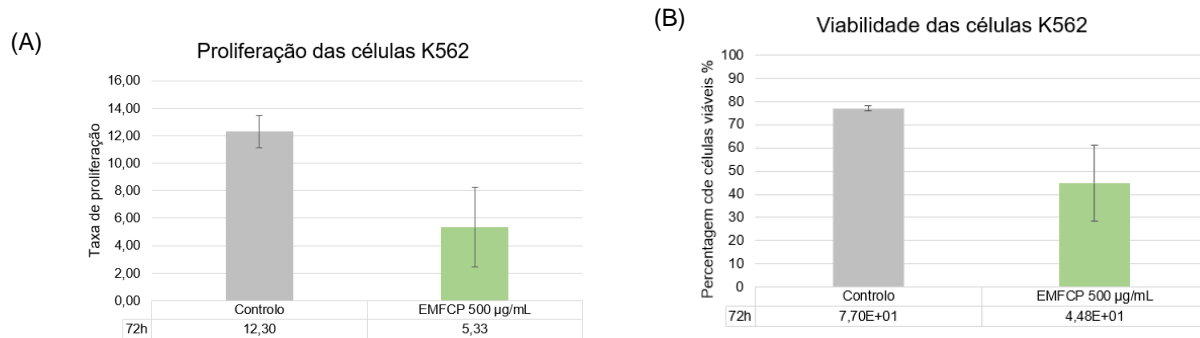 (A)
Proliferação das células K562
Taxa de proliferação
16,00
14,00
12,00
10,00
8,00
6,00
4,00
2,00
0,00
Controlo EMFCP 500 µg/mL
72h 12,30 5,33
(B)
Viabilidade das células K562
Percentagem cde células viáveis %
100
90
80
70
60
50
40
30
20
10
0
Controlo EMFCP 500 µg/mL
72h 7,70E+01 4,48E+01